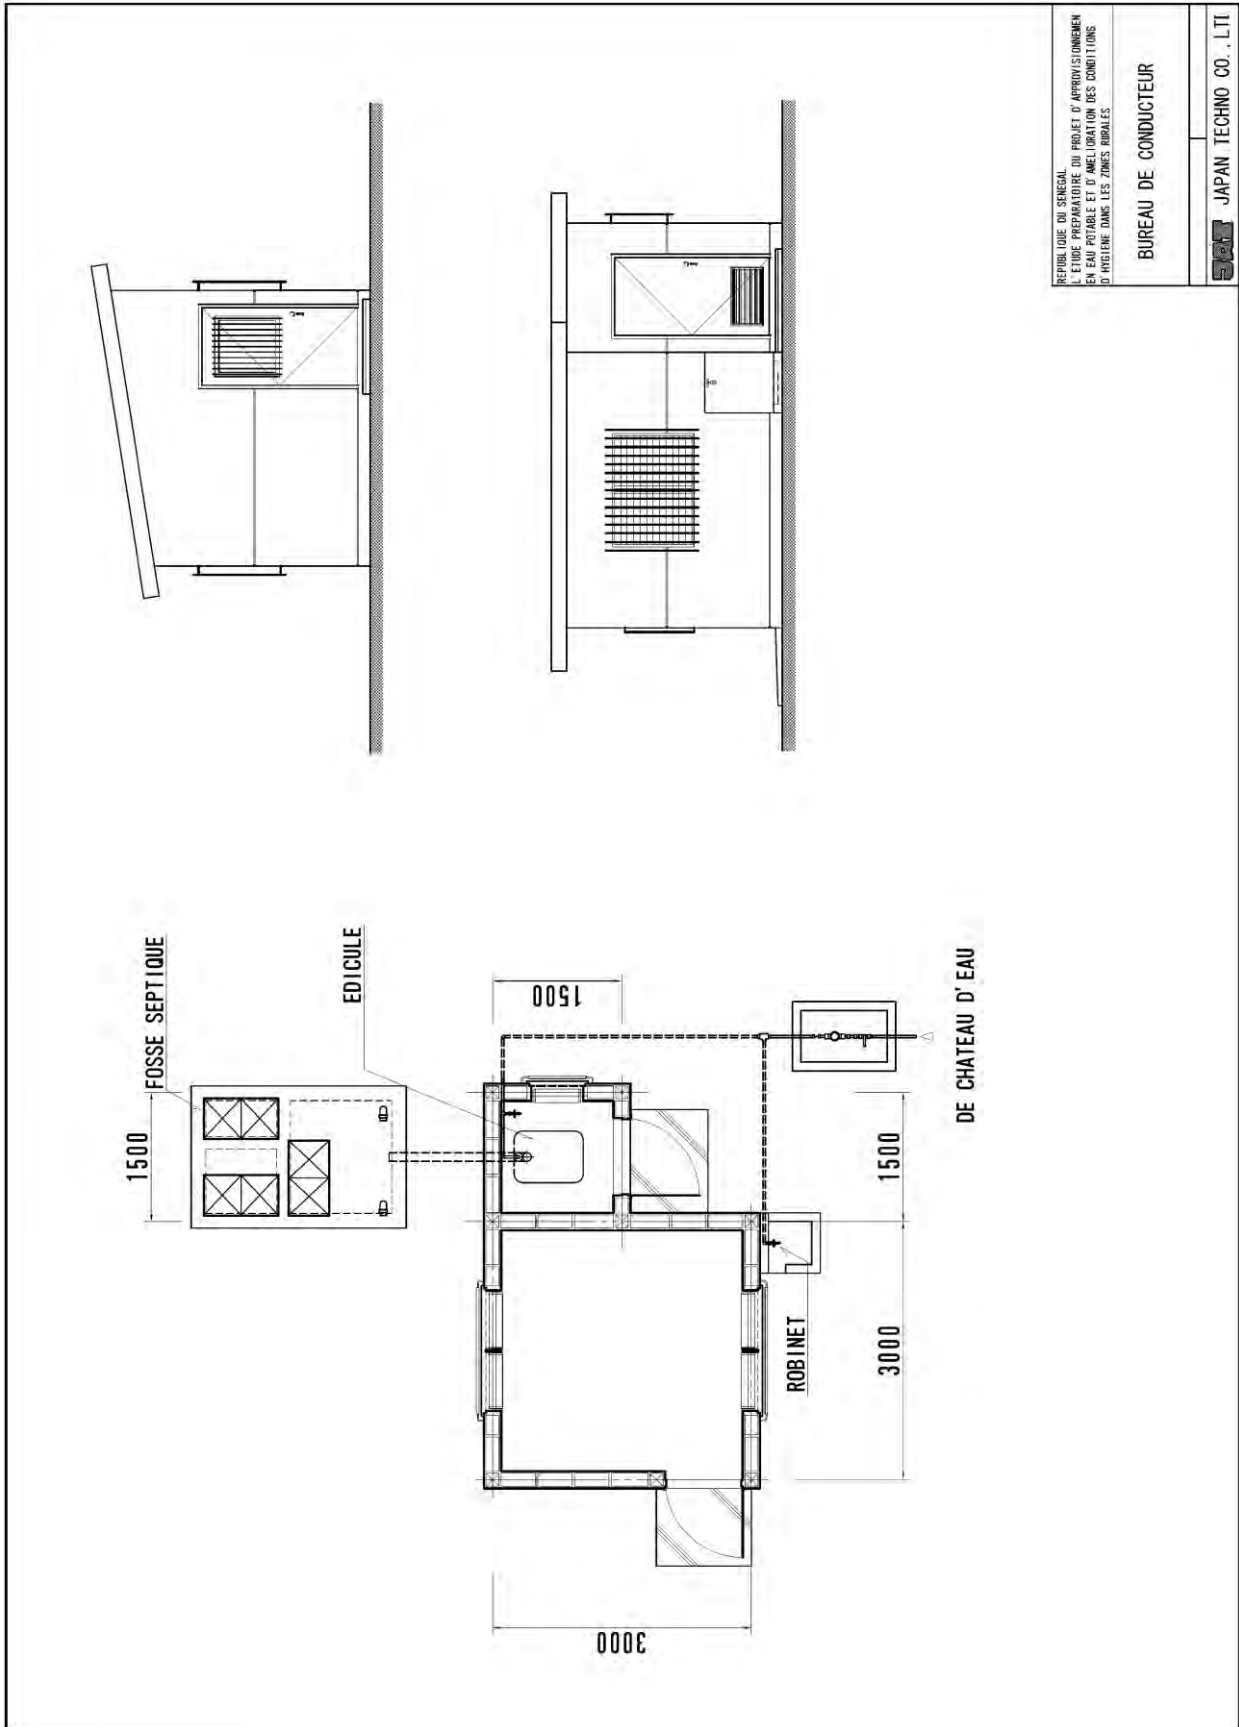 FOSSE SEPTIQUE
1500
EDICULE
1500
DE CHATEAU D'EAU
1500
3000
ROBINET
3000
REPUBLIQUE DU SENEGAL
L'ETUDE PREPARATOIRE DU PROJET D'APPROVISIONNEMEN
EN EAU POTABLE ET D'AMELIORATION DES CONDITIONS
D'HYGIENE DANS LES ZONES RURALES
BUREAU DE CONDUCTEUR
JAPAN TECHNO CO., LTI